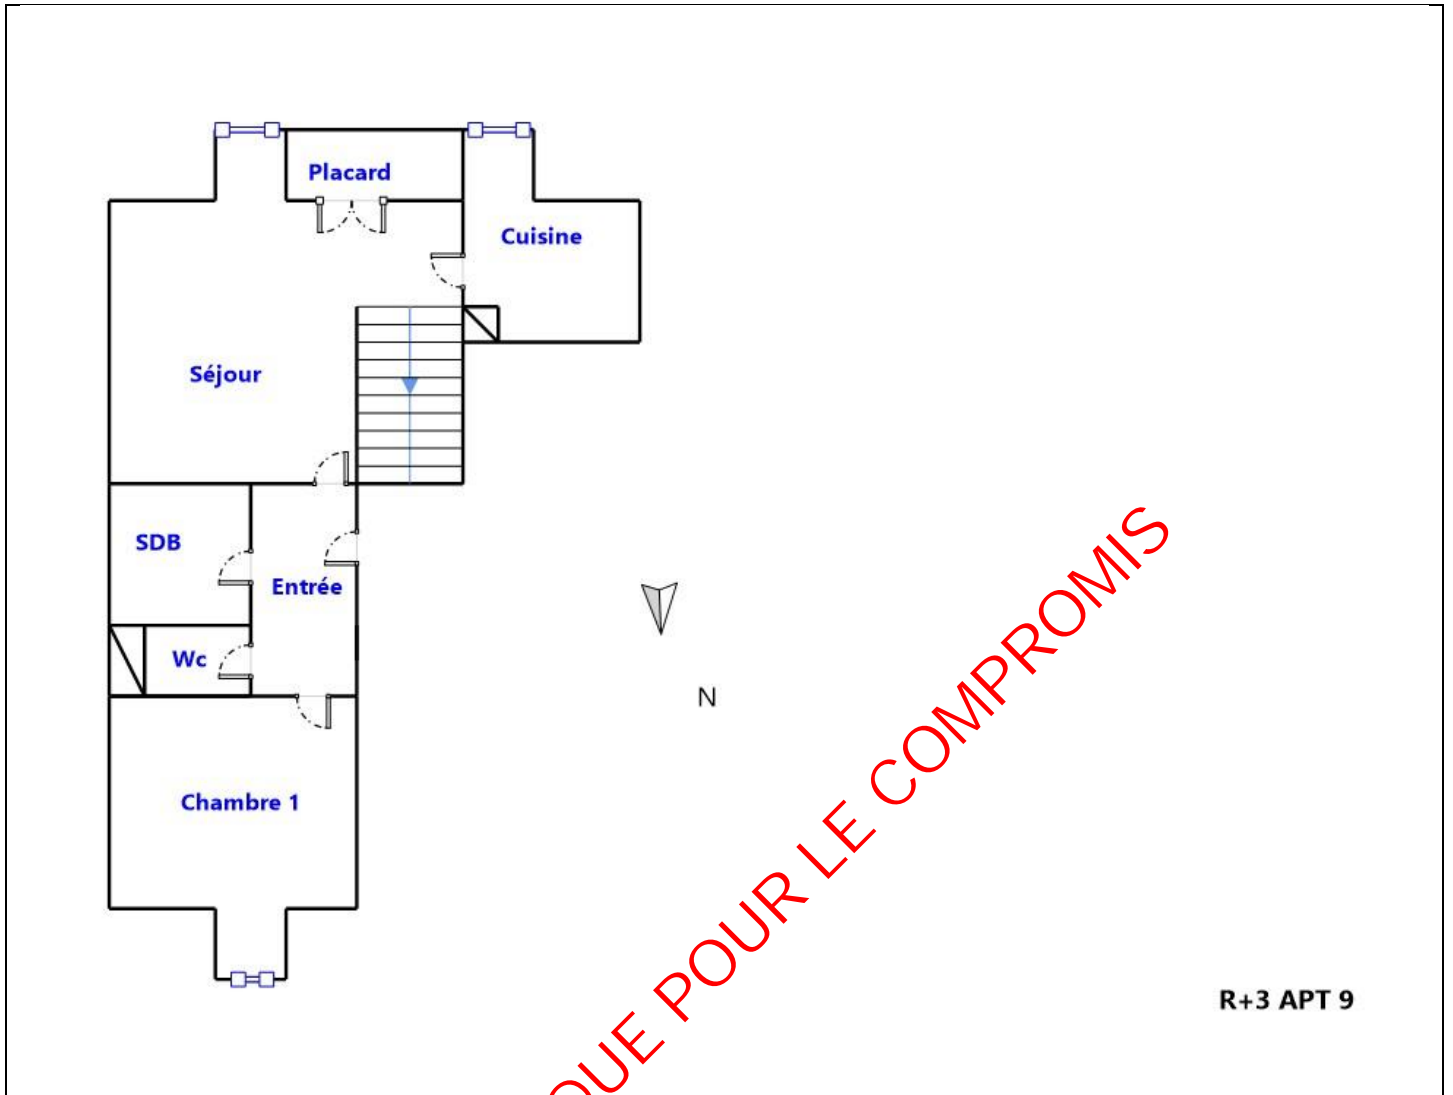 Placard
Cuisine
Séjour
SDB
Entrée
Wc
N
Chambre 1
POUR LE COMPROMIS
R+3 APT 9